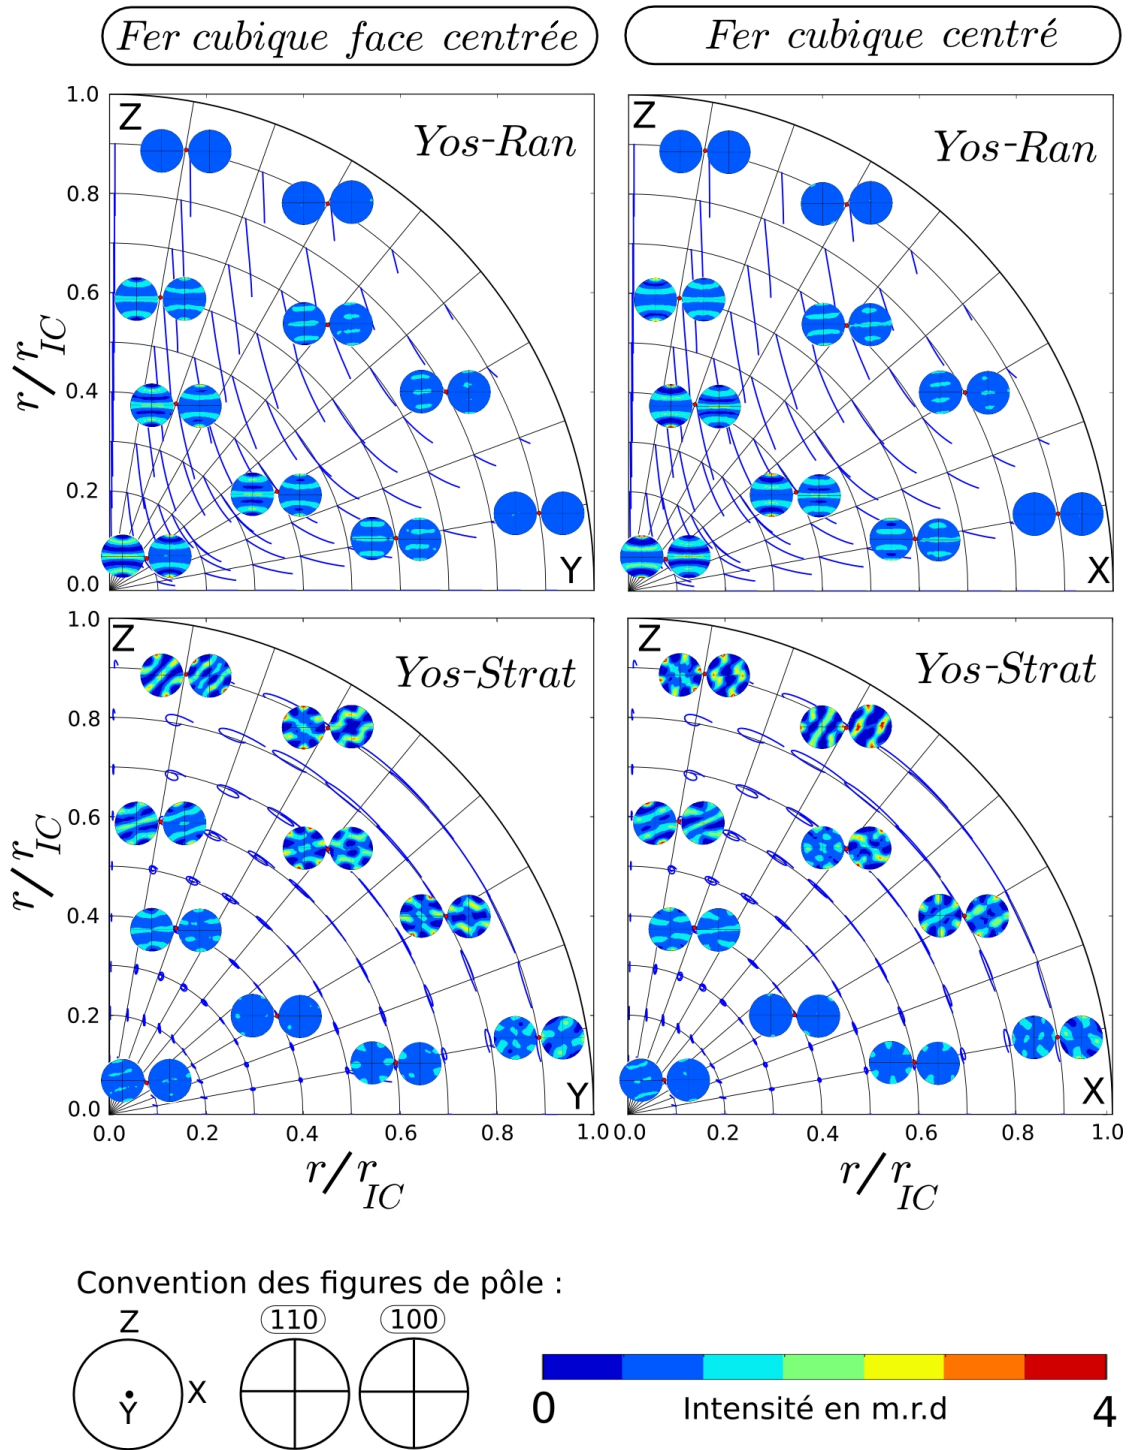 Fer cubique face centrée
Fer cubique centré
1.0
Z
Yos-Ran
Z
Yos-Ran
0.8
0.6
r/r_IC
0.4
0.2
0.0
Y
X
1.0
Z
Yos-Strat
Z
Yos-Strat
0.8
0.6
r/r_IC
0.4
0.2
0.0
Y
X
0.0 0.2 0.4 0.6 0.8 1.0
0.0 0.2 0.4 0.6 0.8 1.0
r/r_IC
r/r_IC
Convention des figures de pôle :
Z
110
100
X
Y
0
Intensité en m.r.d
4